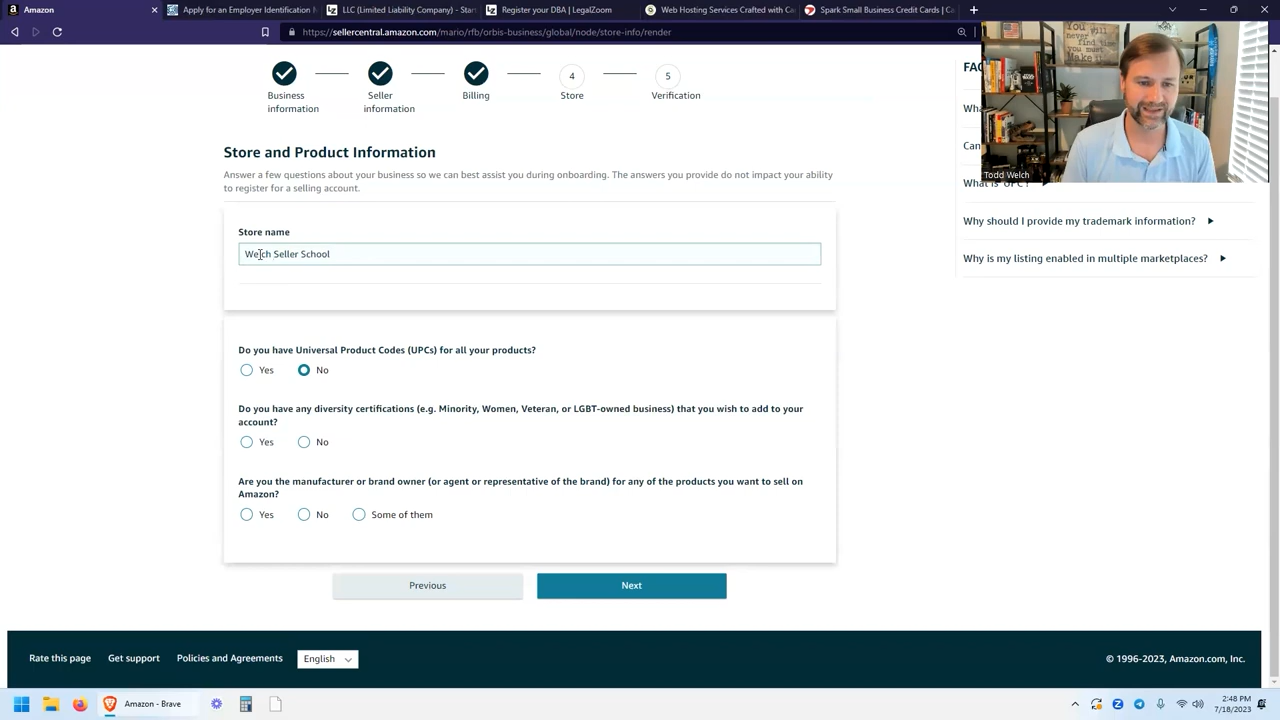 Amazon
Apply for an Employer Identification N
LLC (Limited Liability Company) - Star
Register your DBA | LegalZoom
Web Hosting Services Crafted with Ca
Spark Small Business Credit Cards | C
https://sellercentral.amazon.com/mario/rfb/orbis-business/global/node/store-info/render
4
5
Business
information
Seller
information
Billing
Store
Verification
Store and Product Information
Answer a few questions about your business so we can best assist you during onboarding. The answers you provide do not impact your ability
to register for a selling account.
Store name
Welch Seller School
Do you have Universal Product Codes (UPCs) for all your products?
Yes
No
Do you have any diversity certifications (e.g. Minority, Women, Veteran, or LGBT-owned business) that you wish to add to your
account?
Yes
No
Are you the manufacturer or brand owner (or agent or representative of the brand) for any of the products you want to sell on
Amazon?
Yes
No
Some of them
Previous
Next
FAQ
Wha
Can
What is 'UPC'?
Why should I provide my trademark information?
Why is my listing enabled in multiple marketplaces?
Todd Welch
Rate this page
Get support
Policies and Agreements
English
© 1996-2023, Amazon.com, Inc.
Amazon - Brave
2:48 PM
7/18/2023